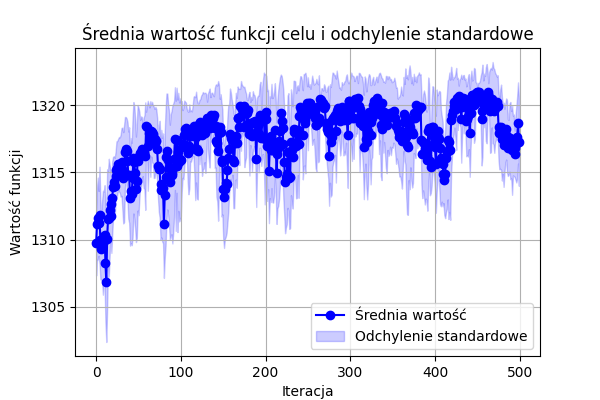 Średnia wartość funkcji celu i odchylenie standardowe
Wartość funkcji
1320
1315
1310
1305
Średnia wartość
Odchylenie standardowe
0 100 200 300 400 500
Iteracja